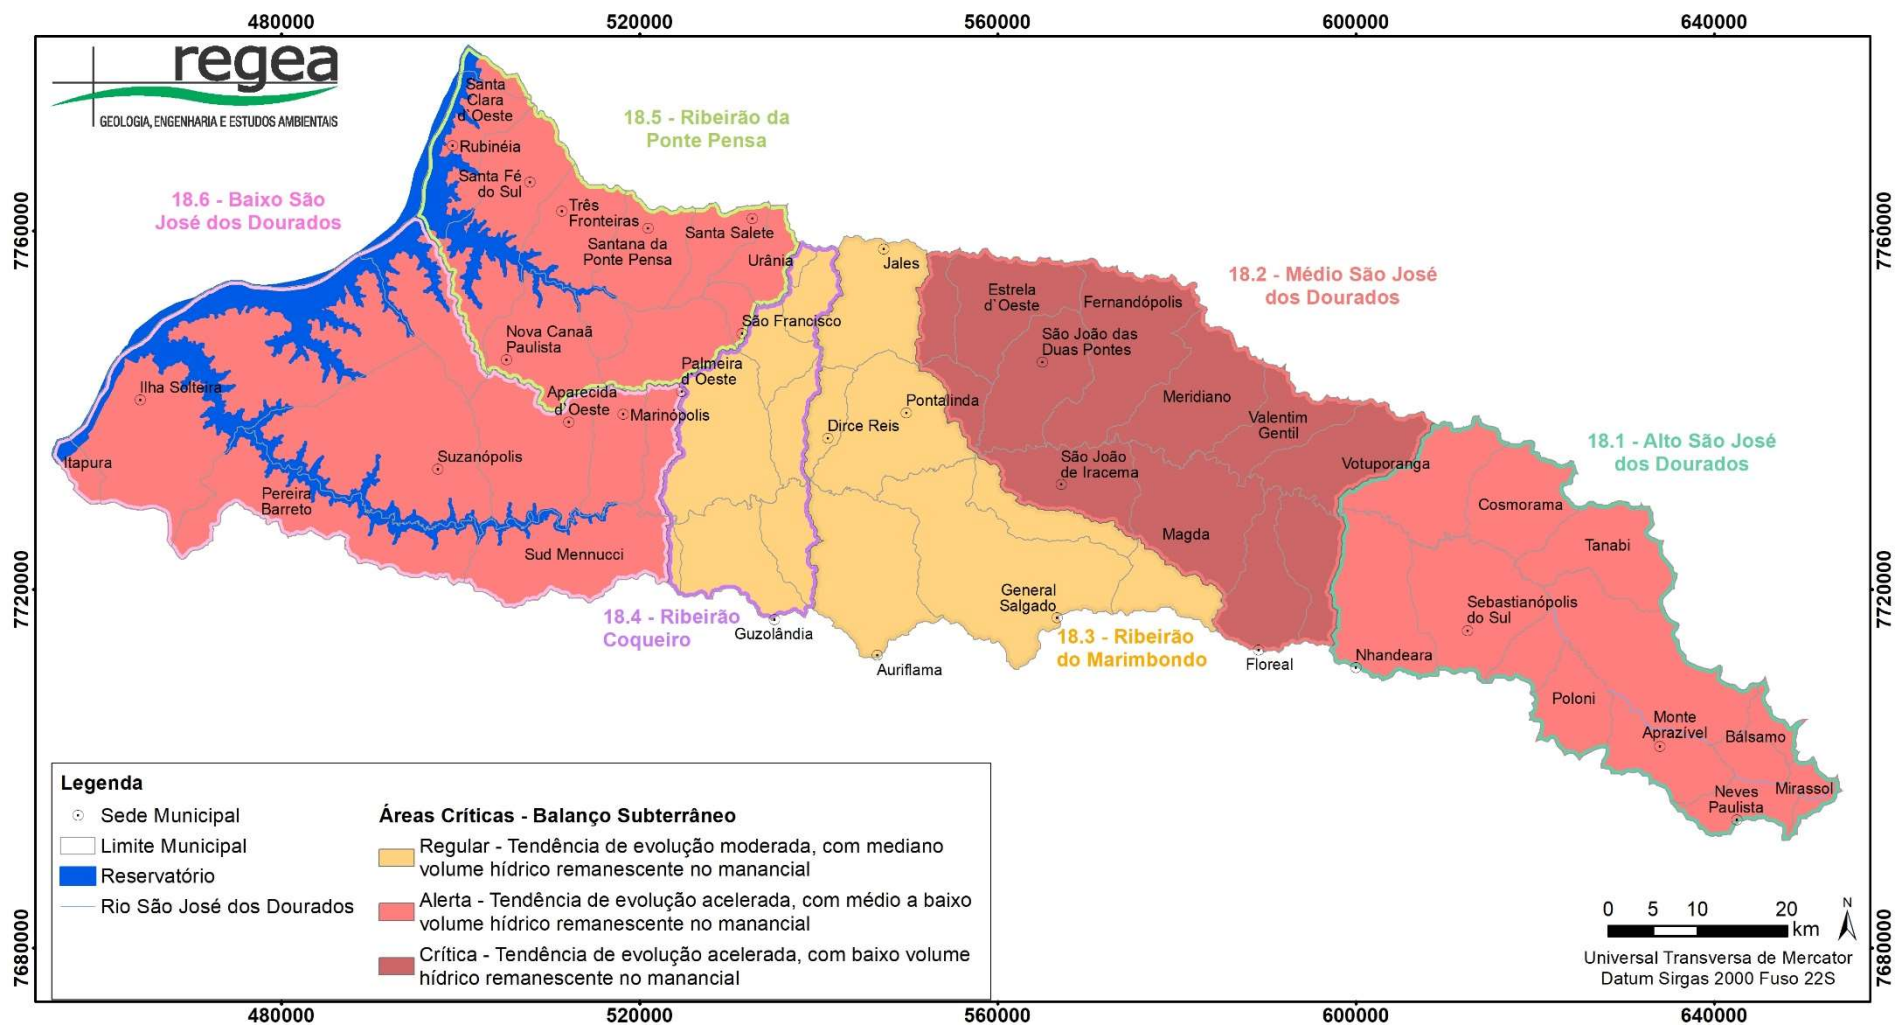 480000
520000
560000
600000
640000
regea
GEOLOGIA, ENGENHARIA E ESTUDOS AMBIENTAIS
7760000
7760000
7720000
7720000
7680000
7680000
18.5 - Ribeirão da
Ponte Pensa
18.6 - Baixo São
José dos Dourados
18.2 - Médio São José
dos Dourados
18.1 - Alto São José
dos Dourados
18.4 - Ribeirão
Coqueiro
18.3 - Ribeirão
do Marimbondo
Santa
Clara
d`Oeste
Rubinéia
Santa Fé
do Sul
Três
Fronteiras
Santana da
Ponte Pensa
Santa Salete
Urânia
Nova Canaã
Paulista
São Francisco
Palmeira
d`Oeste
Aparecida
d`Oeste
Marinópolis
Ilha Solteira
Itapura
Suzanópolis
Pereira
Barreto
Sud Mennucci
Jales
Pontalinda
Dirce Reis
General
Salgado
Guzolândia
Auriflama
Estrela
d`Oeste
Fernandópolis
São João das
Duas Pontes
Meridiano
Valentim
Gentil
Votuporanga
São João
de Iracema
Magda
Floreal
Cosmorama
Tanabi
Sebastianópolis
do Sul
Nhandeara
Poloni
Monte
Aprazível
Bálsamo
Neves
Paulista
Mirassol
Legenda
Sede Municipal
Limite Municipal
Reservatório
Rio São José dos Dourados
Áreas Críticas - Balanço Subterrâneo
Regular - Tendência de evolução moderada, com mediano
volume hídrico remanescente no manancial
Alerta - Tendência de evolução acelerada, com médio a baixo
volume hídrico remanescente no manancial
Crítica - Tendência de evolução acelerada, com baixo volume
hídrico remanescente no manancial
0 5 10 20
km
N
Universal Transversa de Mercator
Datum Sirgas 2000 Fuso 22S
480000
520000
560000
600000
640000